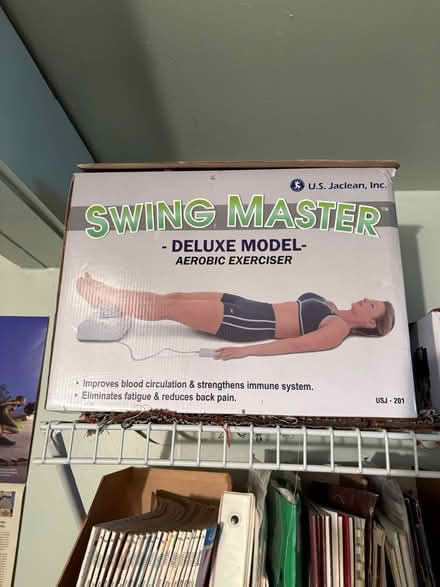 U.S. Jaclean, Inc.
SWING MASTER™
- DELUXE MODEL-
AEROBIC EXERCISER
• Improves blood circulation & strengthens immune system.
• Eliminates fatigue & reduces back pain.
USJ - 201